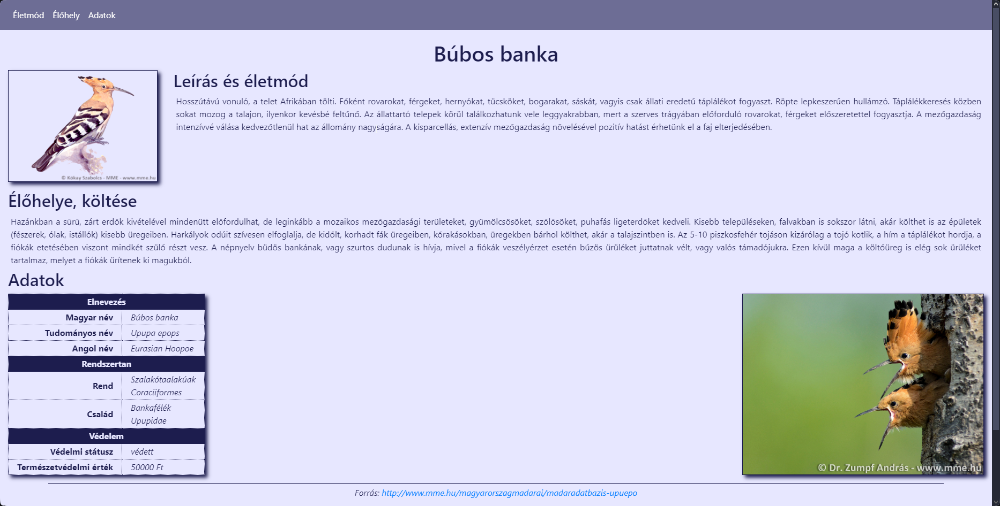 Életmód Élőhely Adatok
Búbos banka
© Kókay Szabolcs - MME - www.mme.hu
Leírás és életmód
Hosszútávú vonuló, a telet Afrikában tölti. Főként rovarokat, férgeket, hernyókat, tücsköket, bogarakat, sáskát, vagyis csak állati eredetű táplálékot fogyaszt. Röpte lepkeszerűen hullámzó. Táplálékkeresés közben
sokat mozog a talajon, ilyenkor kevésbé feltűnő. Az állattartó telepek körül találkozhatunk vele leggyakrabban, mert a szerves trágyában előforduló rovarokat, férgeket előszeretettel fogyasztja. A mezőgazdaság
intenzívvé válása kedvezőtlenül hat az állomány nagyságára. A kisparcellás, extenzív mezőgazdaság növelésével pozitív hatást érhetünk el a faj elterjedésében.
Élőhelye, költése
Hazánkban a sűrű, zárt erdők kivételével mindenütt előfordulhat, de leginkább a mozaikos mezőgazdasági területeket, gyümölcsösöket, szőlősöket, puhafás ligeterdőket kedveli. Kisebb településeken, falvakban is sokszor látni, akár költhet is az épületek
(fészerek, ólak, istállók) kisebb üregeiben. Harkályok odúit szívesen elfoglalja, de kidőlt, korhadt fák üregeiben, kőrakásokban, üregekben bárhol költhet, akár a talajszintben is. Az 5-10 piszkosfehér tojáson kizárólag a tojó kotlik, a hím a táplálékot hordja, a
fiókák etetésében viszont mindkét szülő részt vesz. A népnyelv büdös bankának, vagy szurtos dudunak is hívja, mivel a fiókák veszélyérzet esetén bűzös ürüléket juttatnak vélt, vagy valós támadójukra. Ezen kívül maga a költőüreg is elég sok ürüléket
tartalmaz, melyet a fiókák ürítenek ki magukból.
Adatok
Elnevezés
Magyar név Búbos banka
Tudományos név Upupa epops
Angol név Eurasian Hoopoe
Rendszertan
Rend Szalakótaalakúak
Coraciiformes
Család Bankafélék
Upupidae
Védelem
Védelmi státusz védett
Természetvédelmi érték 50000 Ft
© Dr. Zumpf András - www.mme.hu
Forrás: http://www.mme.hu/magyarorszagmadarai/madaradatbazis-upuepo